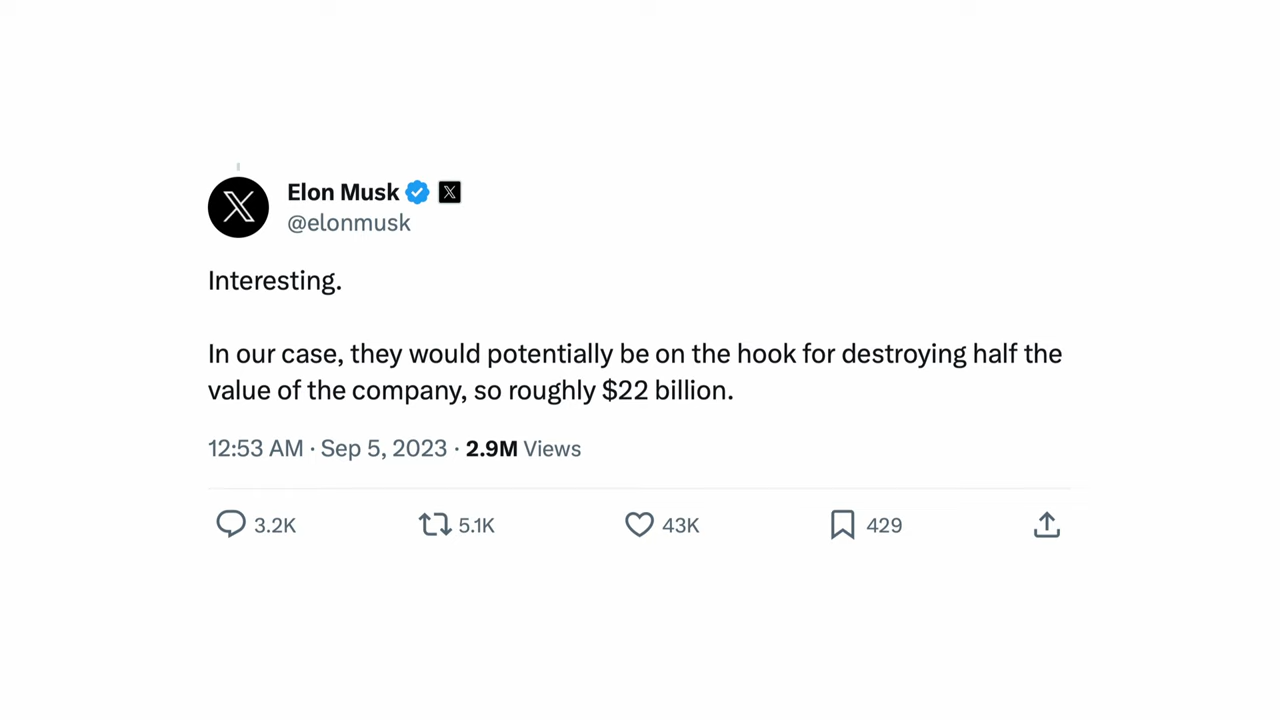 Elon Musk
@elonmusk
Interesting.
In our case, they would potentially be on the hook for destroying half the
value of the company, so roughly $22 billion.
12:53 AM · Sep 5, 2023 · 2.9M Views
3.2K 5.1K 43K 429